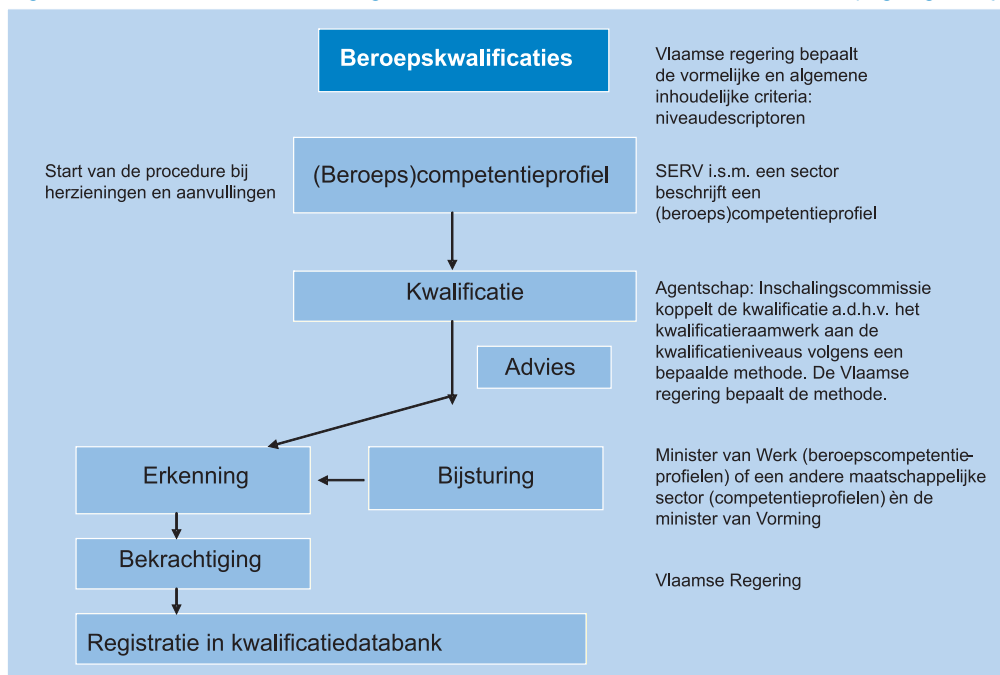 Beroepskwalificaties
Vlaamse regering bepaalt
de vormelijke en algemene
inhoudelijke criteria:
niveaudescriptoren
Start van de procedure bij
herzieningen en aanvullingen
(Beroeps)competentieprofiel
SERV i.s.m. een sector
beschrijft een
(beroeps)competentieprofiel
Kwalificatie
Agentschap: Inschalingscommissie
koppelt de kwalificatie a.d.h.v. het
kwalificatieraamwerk aan de
kwalificatieniveaus volgens een
bepaalde methode. De Vlaamse
regering bepaalt de methode.
Advies
Erkenning
Bijsturing
Minister van Werk (beroepscompetentie-
profielen) of een andere maatschappelijke
sector (competentieprofielen) èn de
minister van Vorming
Bekrachtiging
Vlaamse Regering
Registratie in kwalificatiedatabank